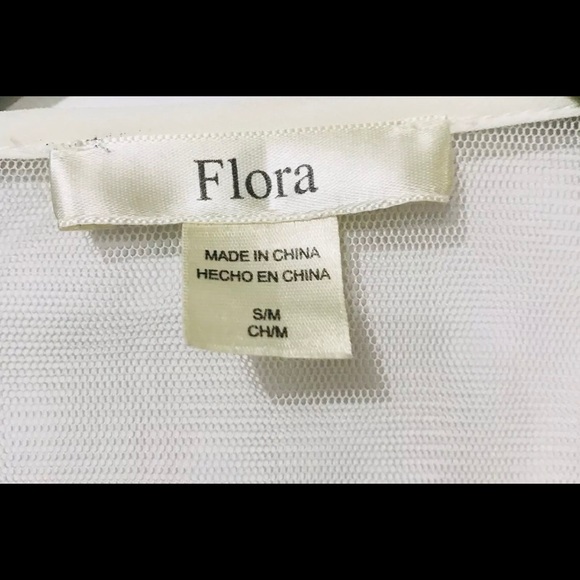 Flora
MADE IN CHINA
HECHO EN CHINA
S/M
CH/M